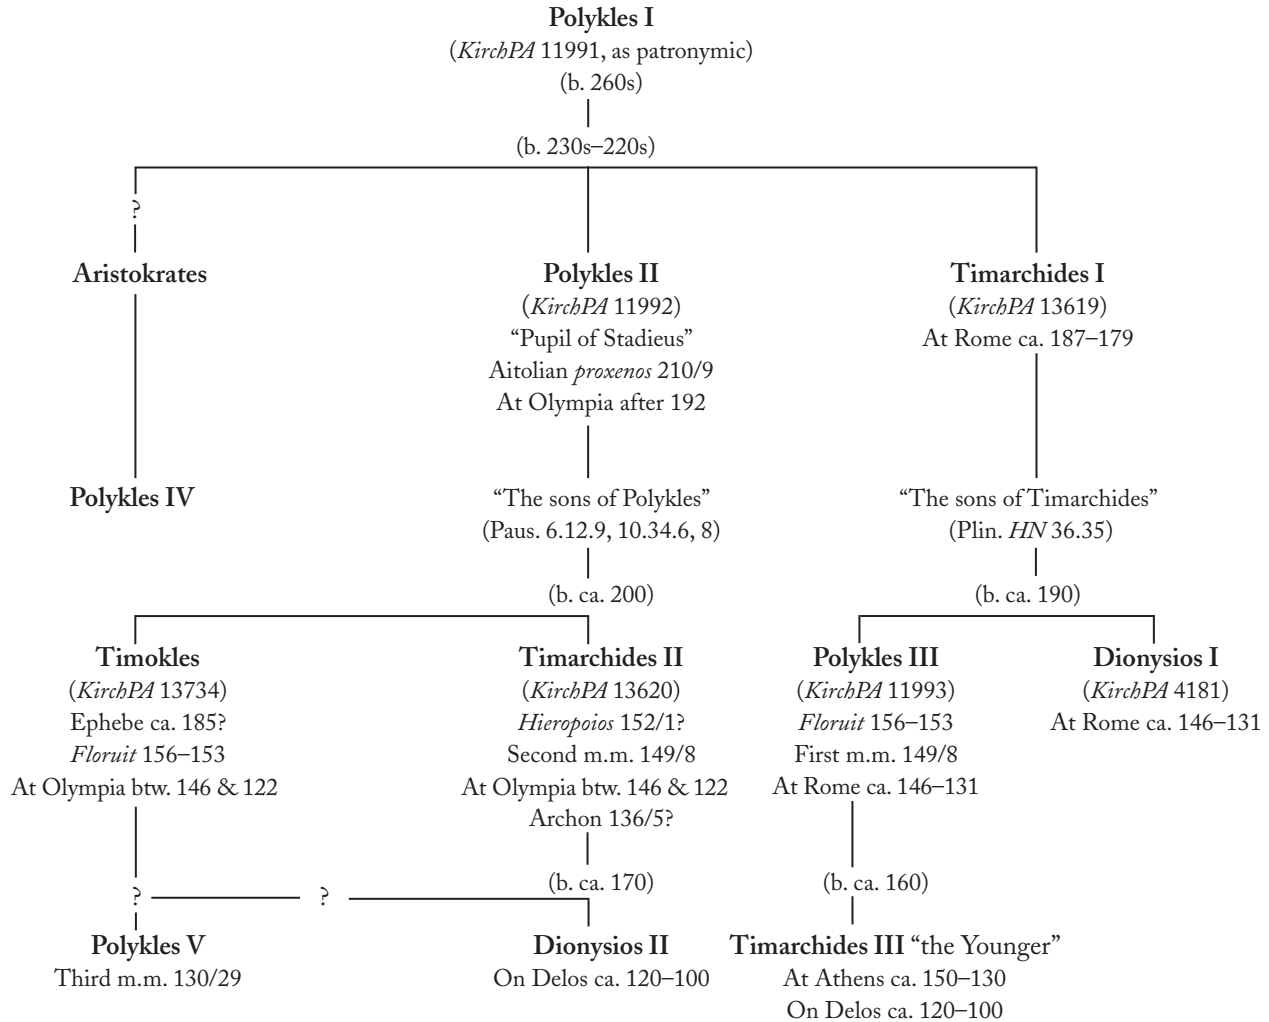 Polykles I
(KirchPA 11991, as patronymic)
(b. 260s)
(b. 230s–220s)
?
Aristokrates
Polykles II
(KirchPA 11992)
“Pupil of Stadieus”
Aitolian proxenos 210/9
At Olympia after 192
Timarchides I
(KirchPA 13619)
At Rome ca. 187–179
Polykles IV
“The sons of Polykles”
(Paus. 6.12.9, 10.34.6, 8)
(b. ca. 200)
“The sons of Timarchides”
(Plin. HN 36.35)
(b. ca. 190)
Timokles
(KirchPA 13734)
Ephebe ca. 185?
Floruit 156–153
At Olympia btw. 146 & 122
Timarchides II
(KirchPA 13620)
Hieropoios 152/1?
Second m.m. 149/8
At Olympia btw. 146 & 122
Archon 136/5?
Polykles III
(KirchPA 11993)
Floruit 156–153
First m.m. 149/8
At Rome ca. 146–131
Dionysios I
(KirchPA 4181)
At Rome ca. 146–131
?
?
(b. ca. 170)
(b. ca. 160)
Polykles V
Third m.m. 130/29
Dionysios II
On Delos ca. 120–100
Timarchides III “the Younger”
At Athens ca. 150–130
On Delos ca. 120–100